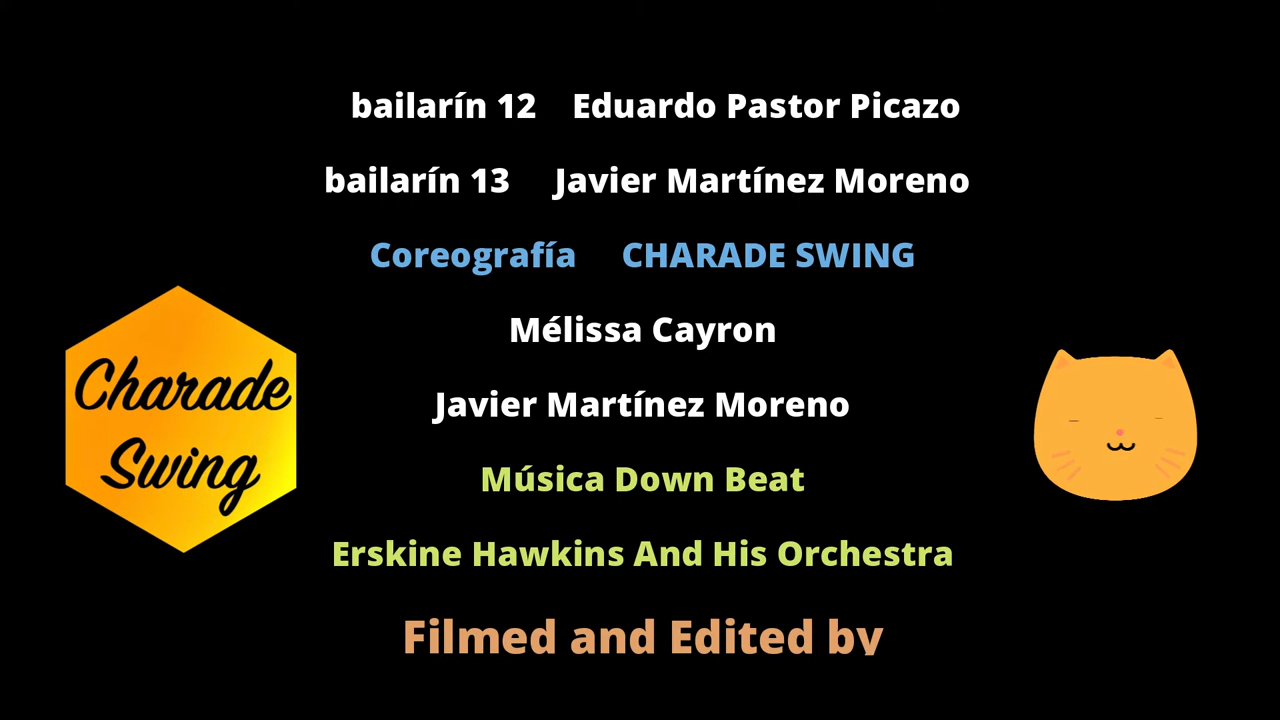 bailarín 12 Eduardo Pastor Picazo
bailarín 13 Javier Martínez Moreno
Coreografía CHARADE SWING
Mélissa Cayron
Javier Martínez Moreno
Música Down Beat
Erskine Hawkins And His Orchestra
Filmed and Edited by
Charade
Swing